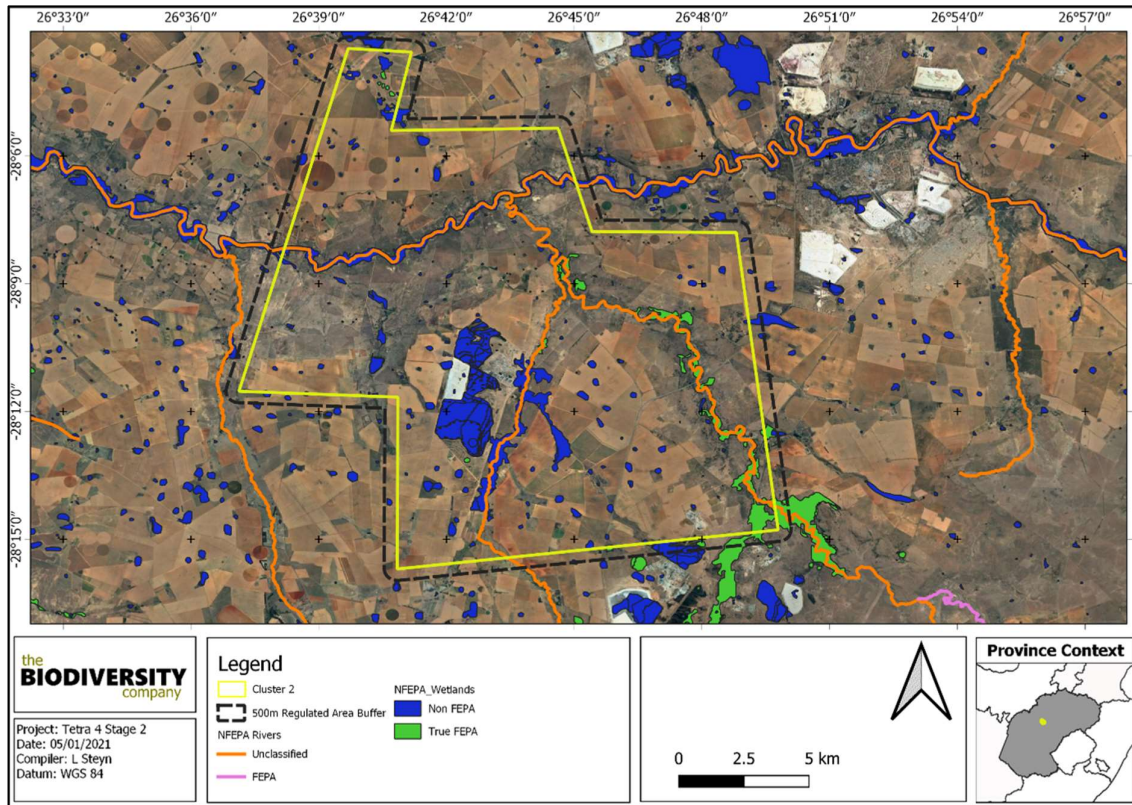 26°33′0″ 26°36′0″ 26°39′0″ 26°42′0″ 26°45′0″ 26°48′0″ 26°51′0″ 26°54′0″ 26°57′0″
-28°6′0″
-28°9′0″
-28°12′0″
-28°15′0″
the
BIODIVERSITY
company
Project: Tetra 4 Stage 2
Date: 05/01/2021
Compiler: L Steyn
Datum: WGS 84
Legend
Cluster 2
500m Regulated Area Buffer
NFEPA Rivers
Unclassified
FEPA
NFEPA_Wetlands
Non FEPA
True FEPA
0 2.5 5 km
Province Context